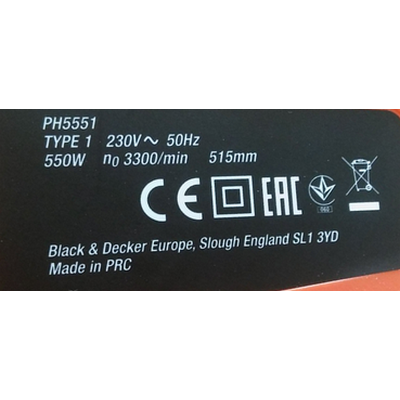 PH5551
TYPE 1 230V~ 50Hz
550W n0 3300/min 515mm
CE EAC
060
Black & Decker Europe, Slough England SL1 3YD
Made in PRC